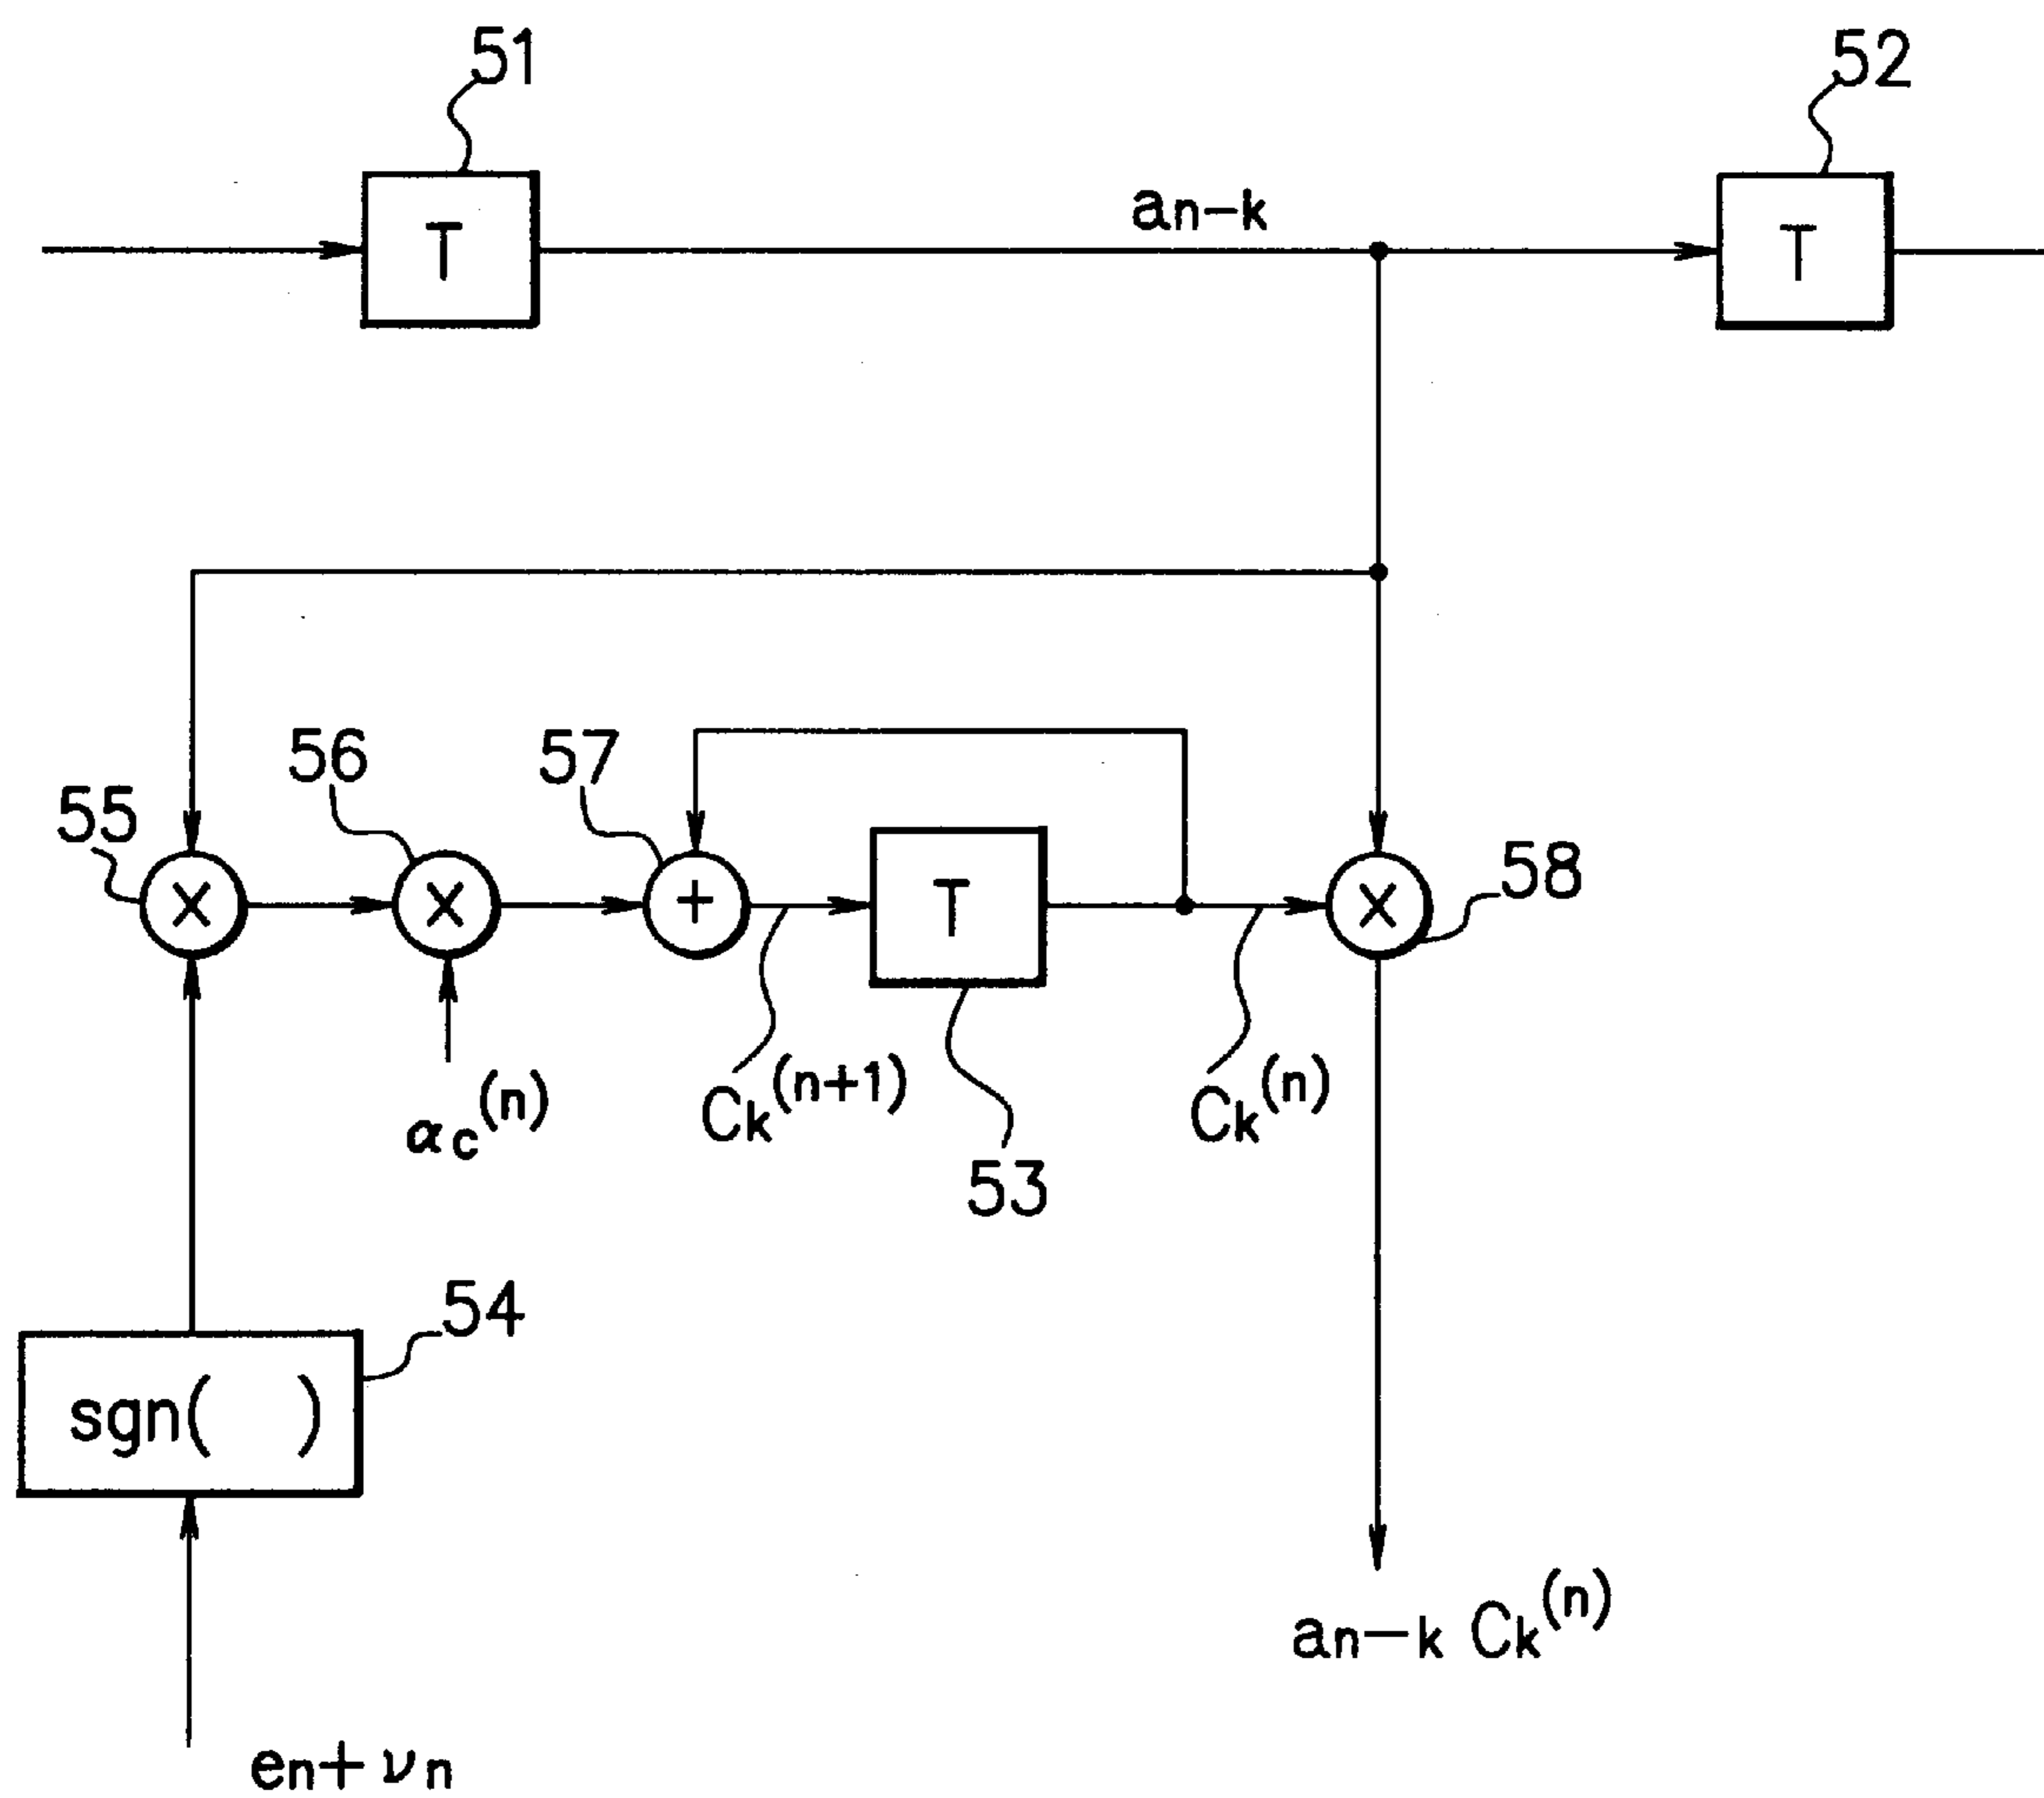 51
52
T
an-k
T
56
57
55
58
×
×
+
T
×
αc(n)
Ck(n+1)
Ck(n)
53
54
sgn( )
an-k Ck(n)
en+νn